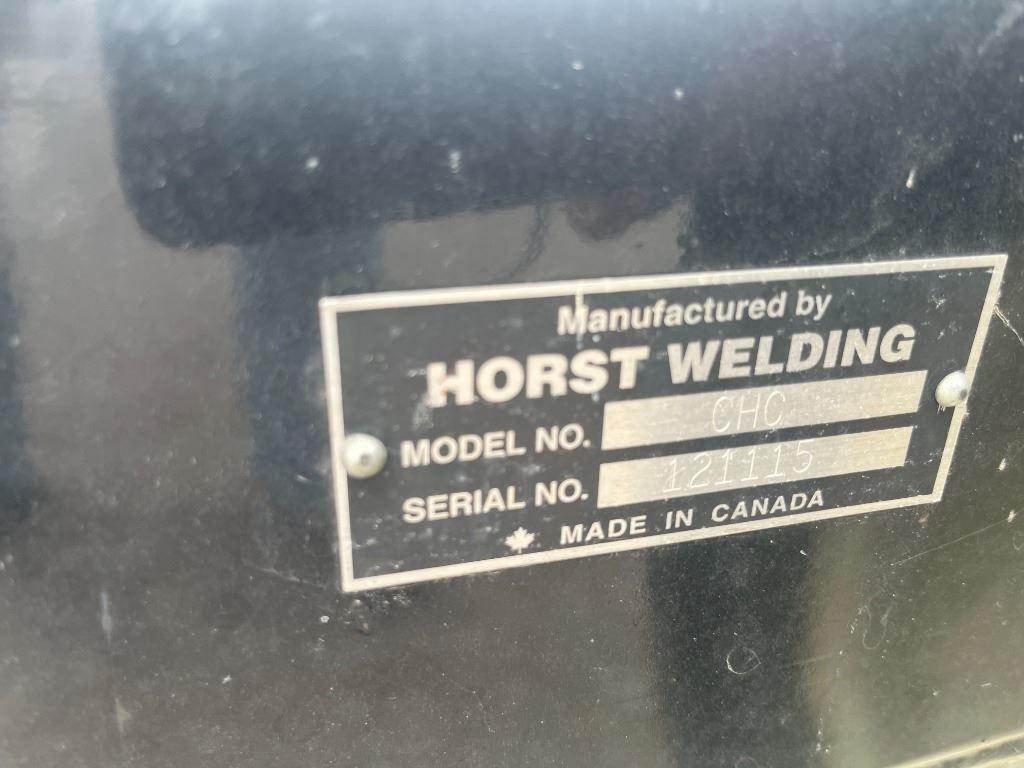 Manufactured by
HORST WELDING
MODEL NO. CHC
SERIAL NO. 121115
MADE IN CANADA